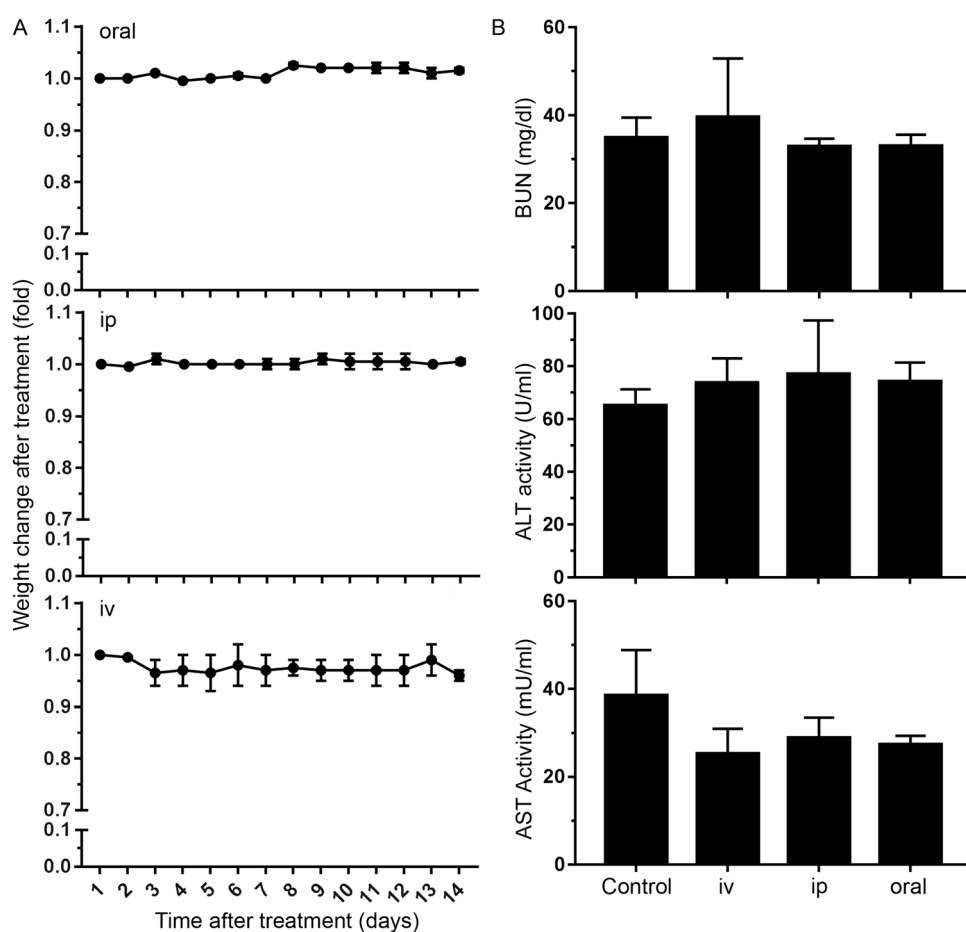 A
oral
1.1
1.0
0.9
0.8
0.7
0.1
0.0
ip
1.1
1.0
0.9
0.8
0.7
0.1
0.0
iv
1.1
1.0
0.9
0.8
0.7
0.1
0.0
Weight change after treatment (fold)
1 2 3 4 5 6 7 8 9 10 11 12 13 14
Time after treatment (days)
B
60
40
20
0
BUN (mg/dl)
100
80
60
40
20
0
ALT activity (U/ml)
60
40
20
0
AST Activity (mU/ml)
Control iv ip oral